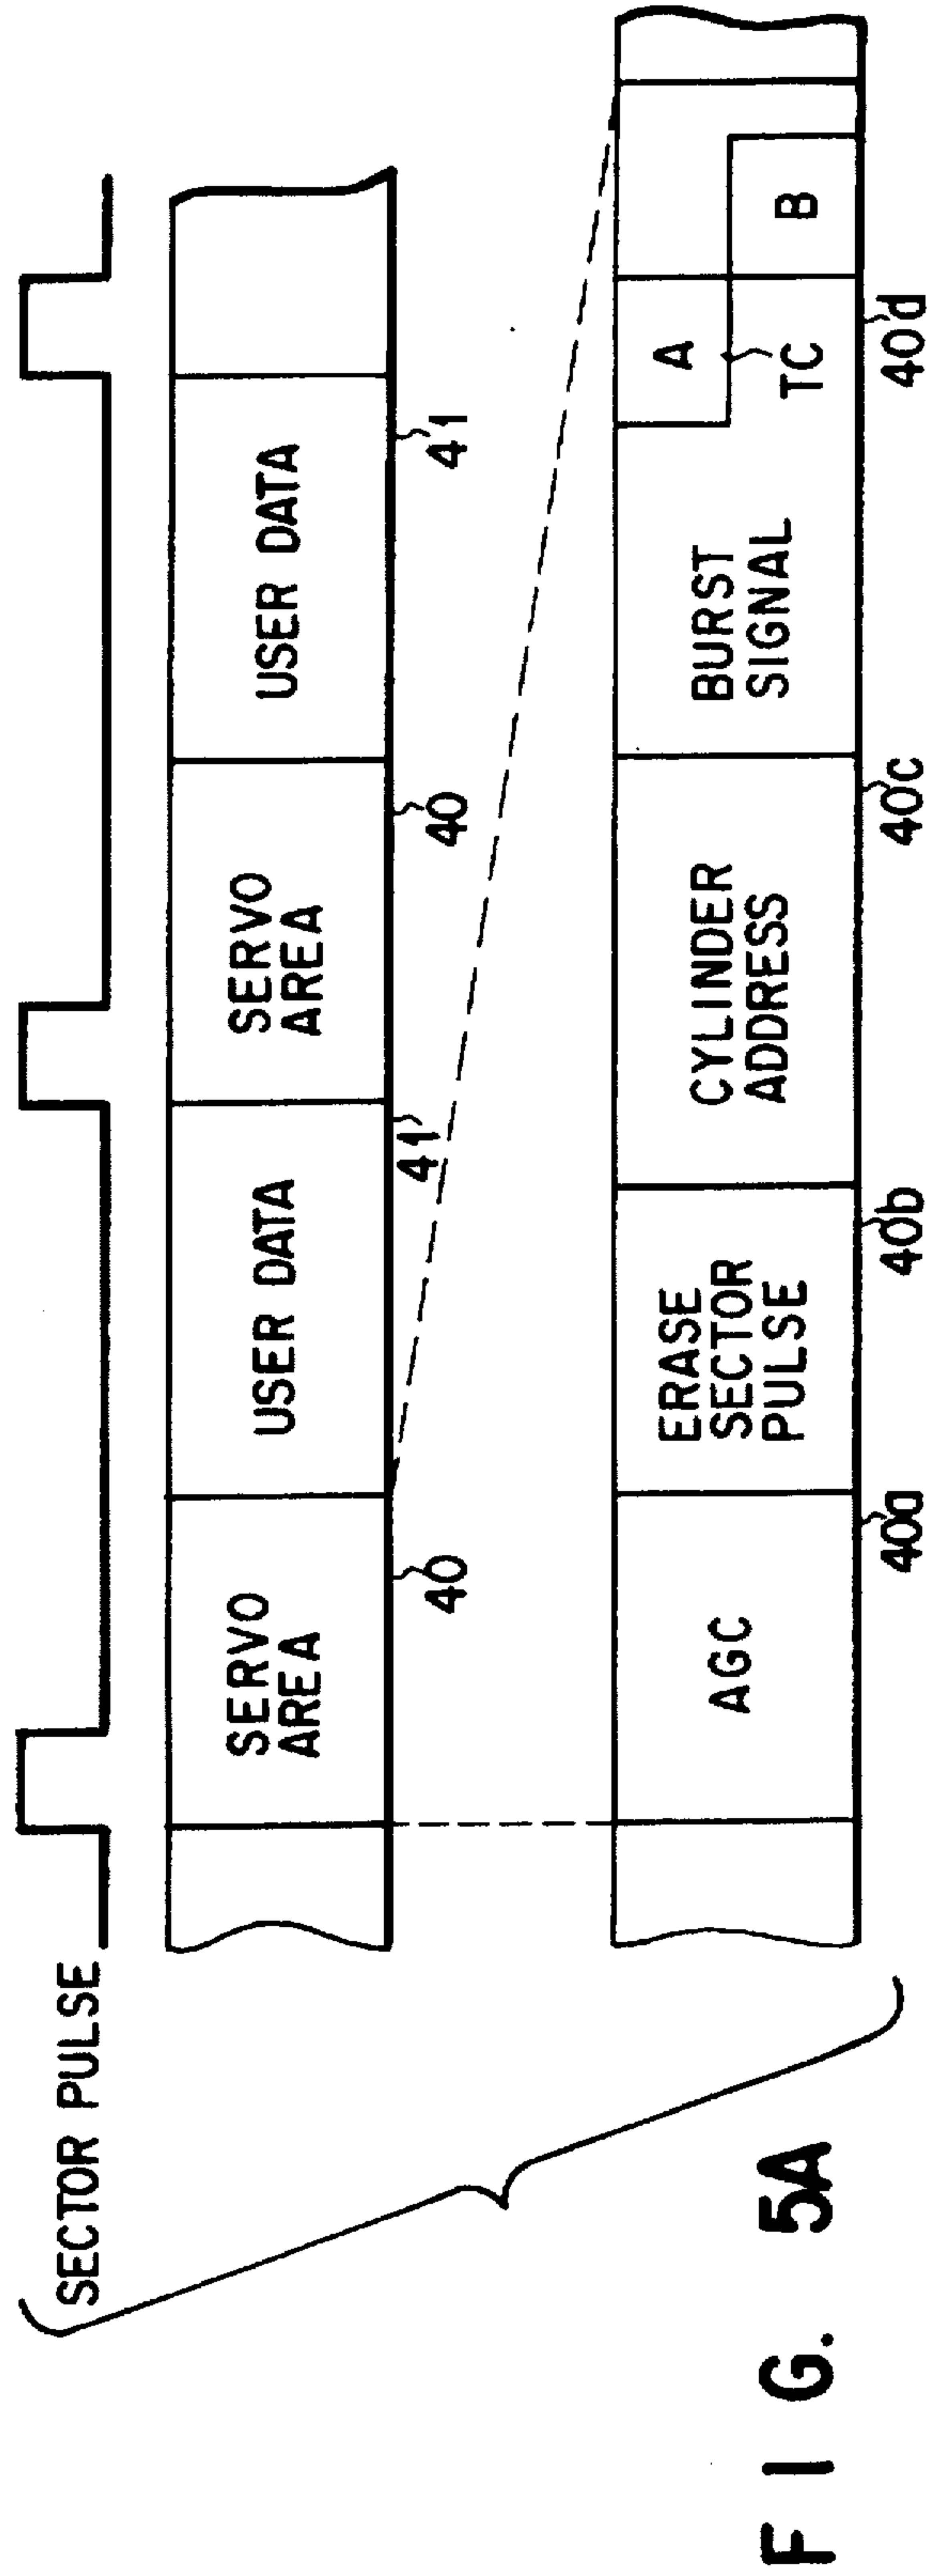 SECTOR PULSE
SERVO
AREA
USER DATA
SERVO
AREA
USER DATA
40
41
40
41
AGC
ERASE
SECTOR
PULSE
CYLINDER
ADDRESS
BURST
SIGNAL
A
TC
B
40a
40b
40c
40d
FIG. 5A